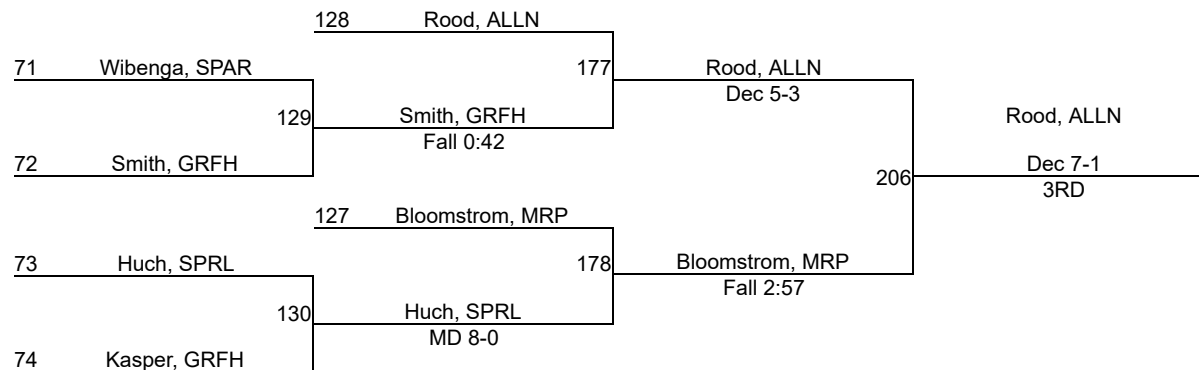 128 Rood, ALLN
71 Wibenga, SPAR
177 Rood, ALLN
Dec 5-3
129 Smith, GRFH
Fall 0:42
Rood, ALLN
72 Smith, GRFH
206 Dec 7-1
3RD
127 Bloomstrom, MRP
73 Huch, SPRL
178 Bloomstrom, MRP
Fall 2:57
130 Huch, SPRL
MD 8-0
74 Kasper, GRFH